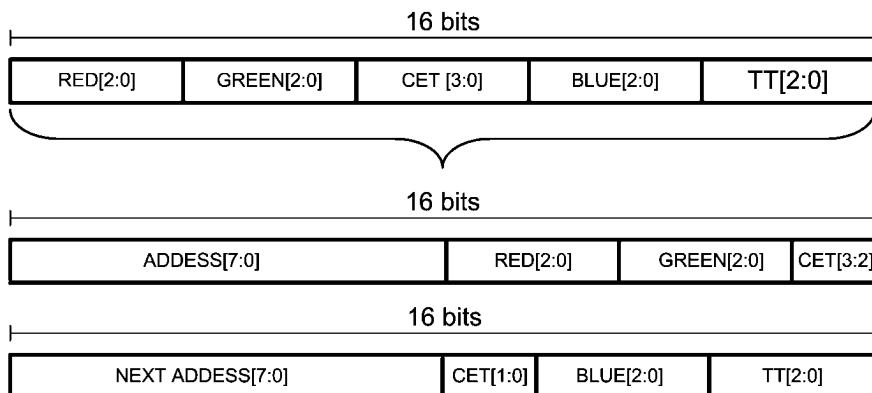 16 bits
RED[2:0] GREEN[2:0] CET [3:0] BLUE[2:0] TT[2:0]
16 bits
ADDESS[7:0] RED[2:0] GREEN[2:0] CET[3:2]
16 bits
NEXT ADDESS[7:0] CET[1:0] BLUE[2:0] TT[2:0]